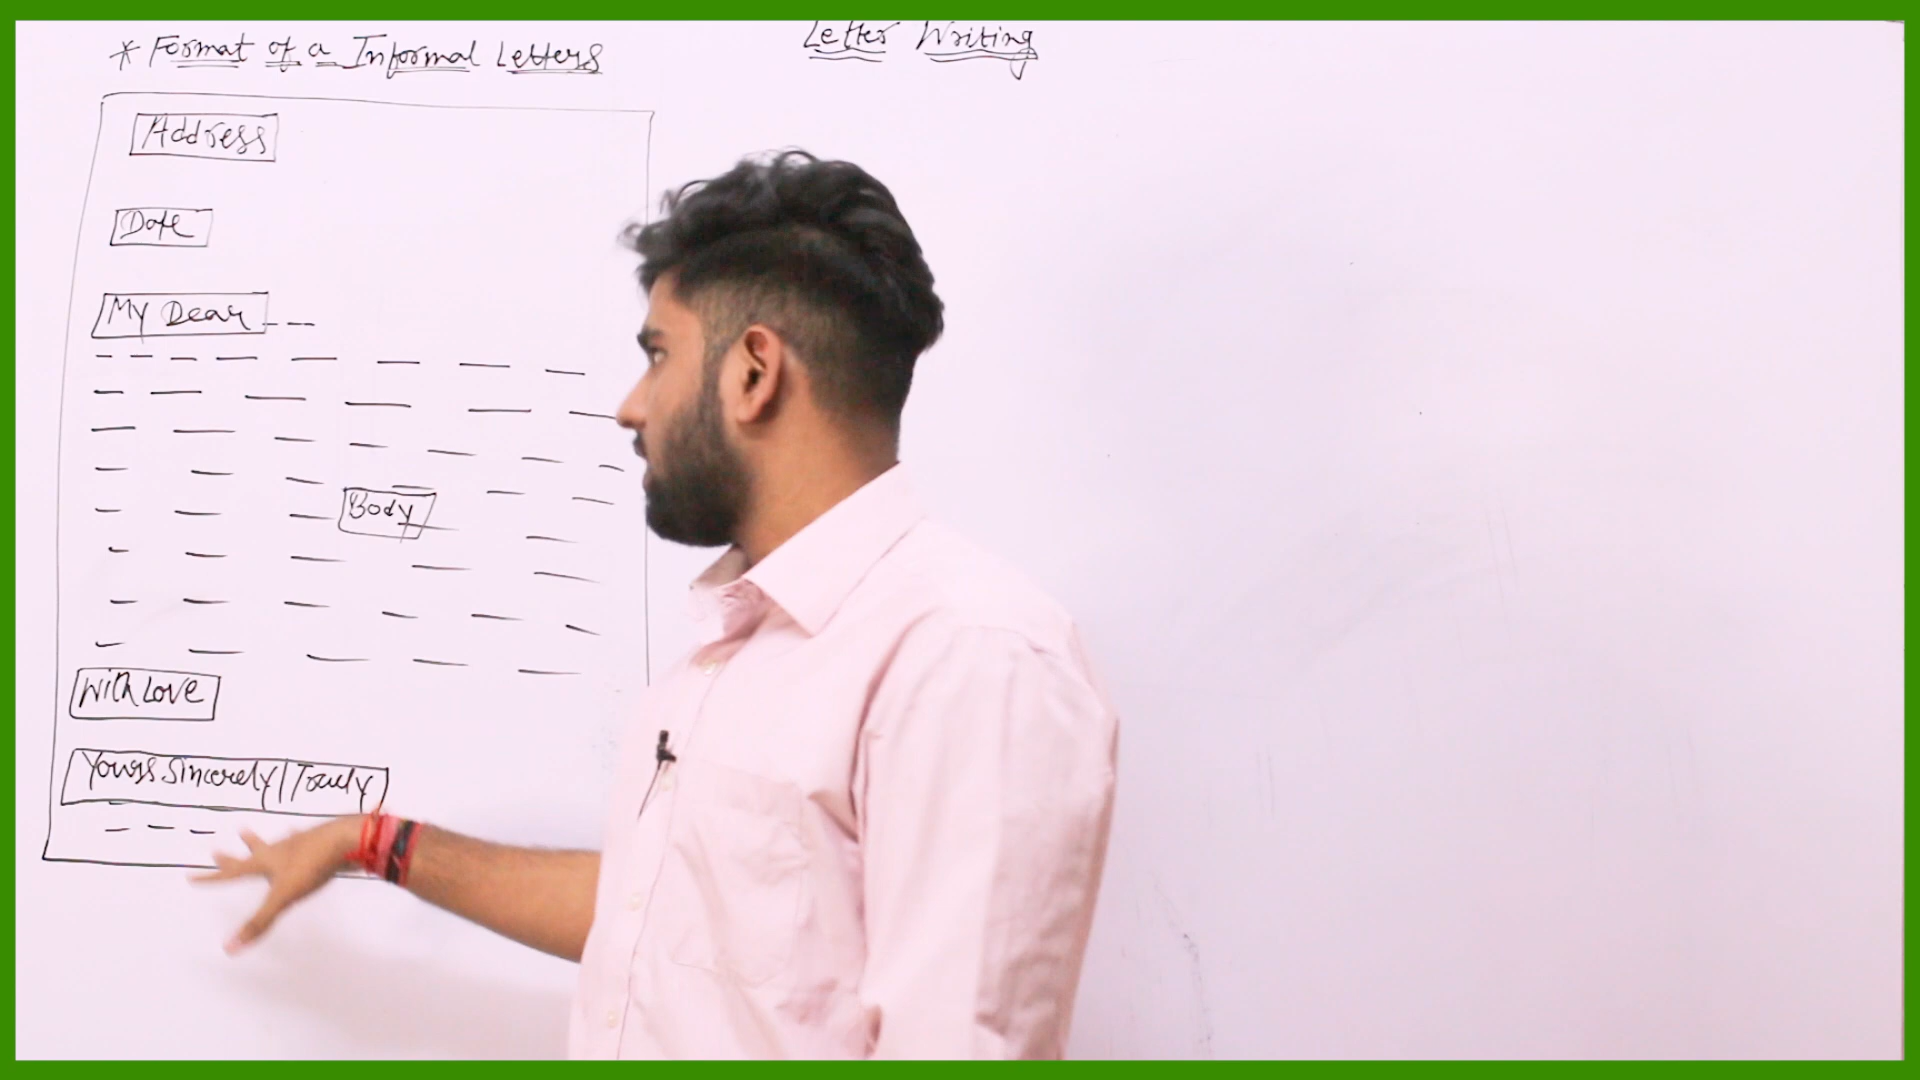 Letter Writing
* Format of a Informal Letters
Address
Date
My Dear
Body
With Love
Yours Sincerely/Truly